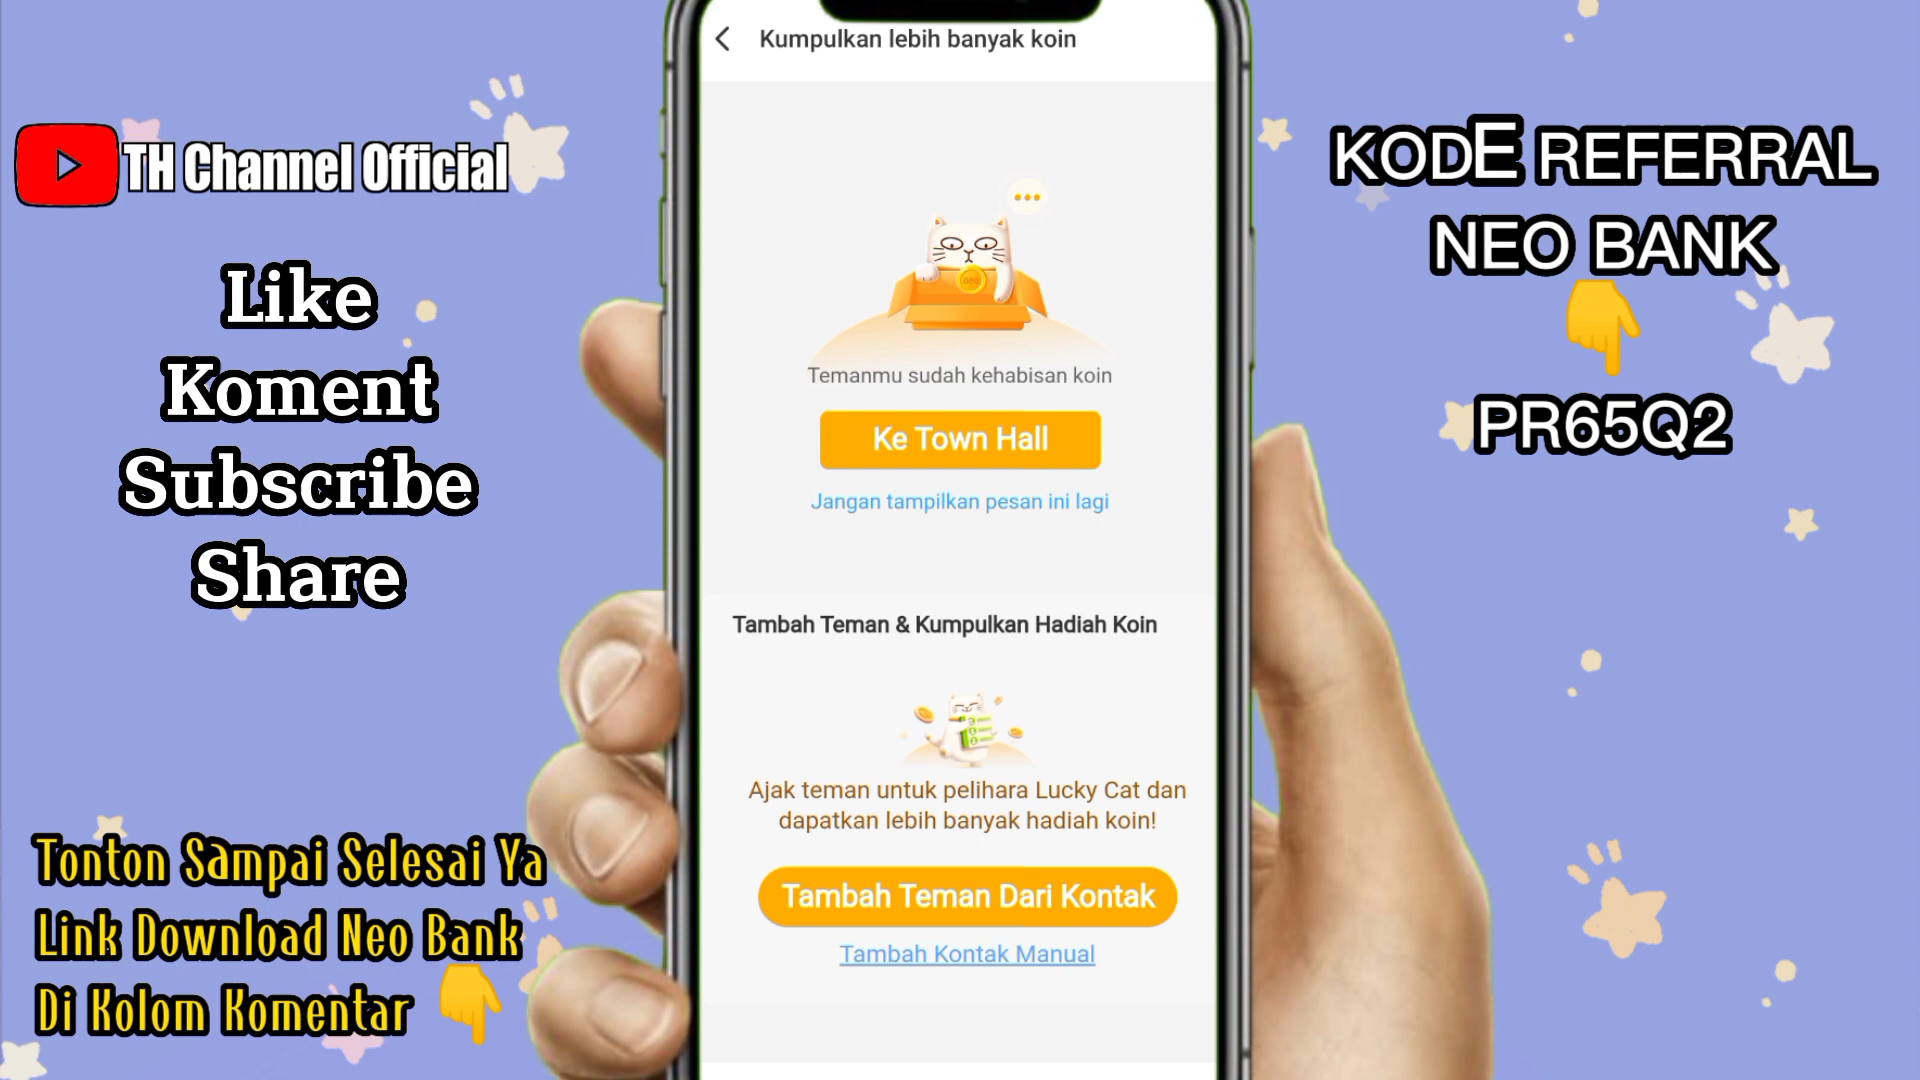 TH Channel Official
Like
Koment
Subscribe
Share
Tonton Sampai Selesai Ya
Link Download Neo Bank
Di Kolom Komentar
Kumpulkan lebih banyak koin
neo
Temanmu sudah kehabisan koin
Ke Town Hall
Jangan tampilkan pesan ini lagi
Tambah Teman & Kumpulkan Hadiah Koin
Ajak teman untuk pelihara Lucky Cat dan
dapatkan lebih banyak hadiah koin!
Tambah Teman Dari Kontak
Tambah Kontak Manual
KODE REFERRAL
NEO BANK
PR65Q2